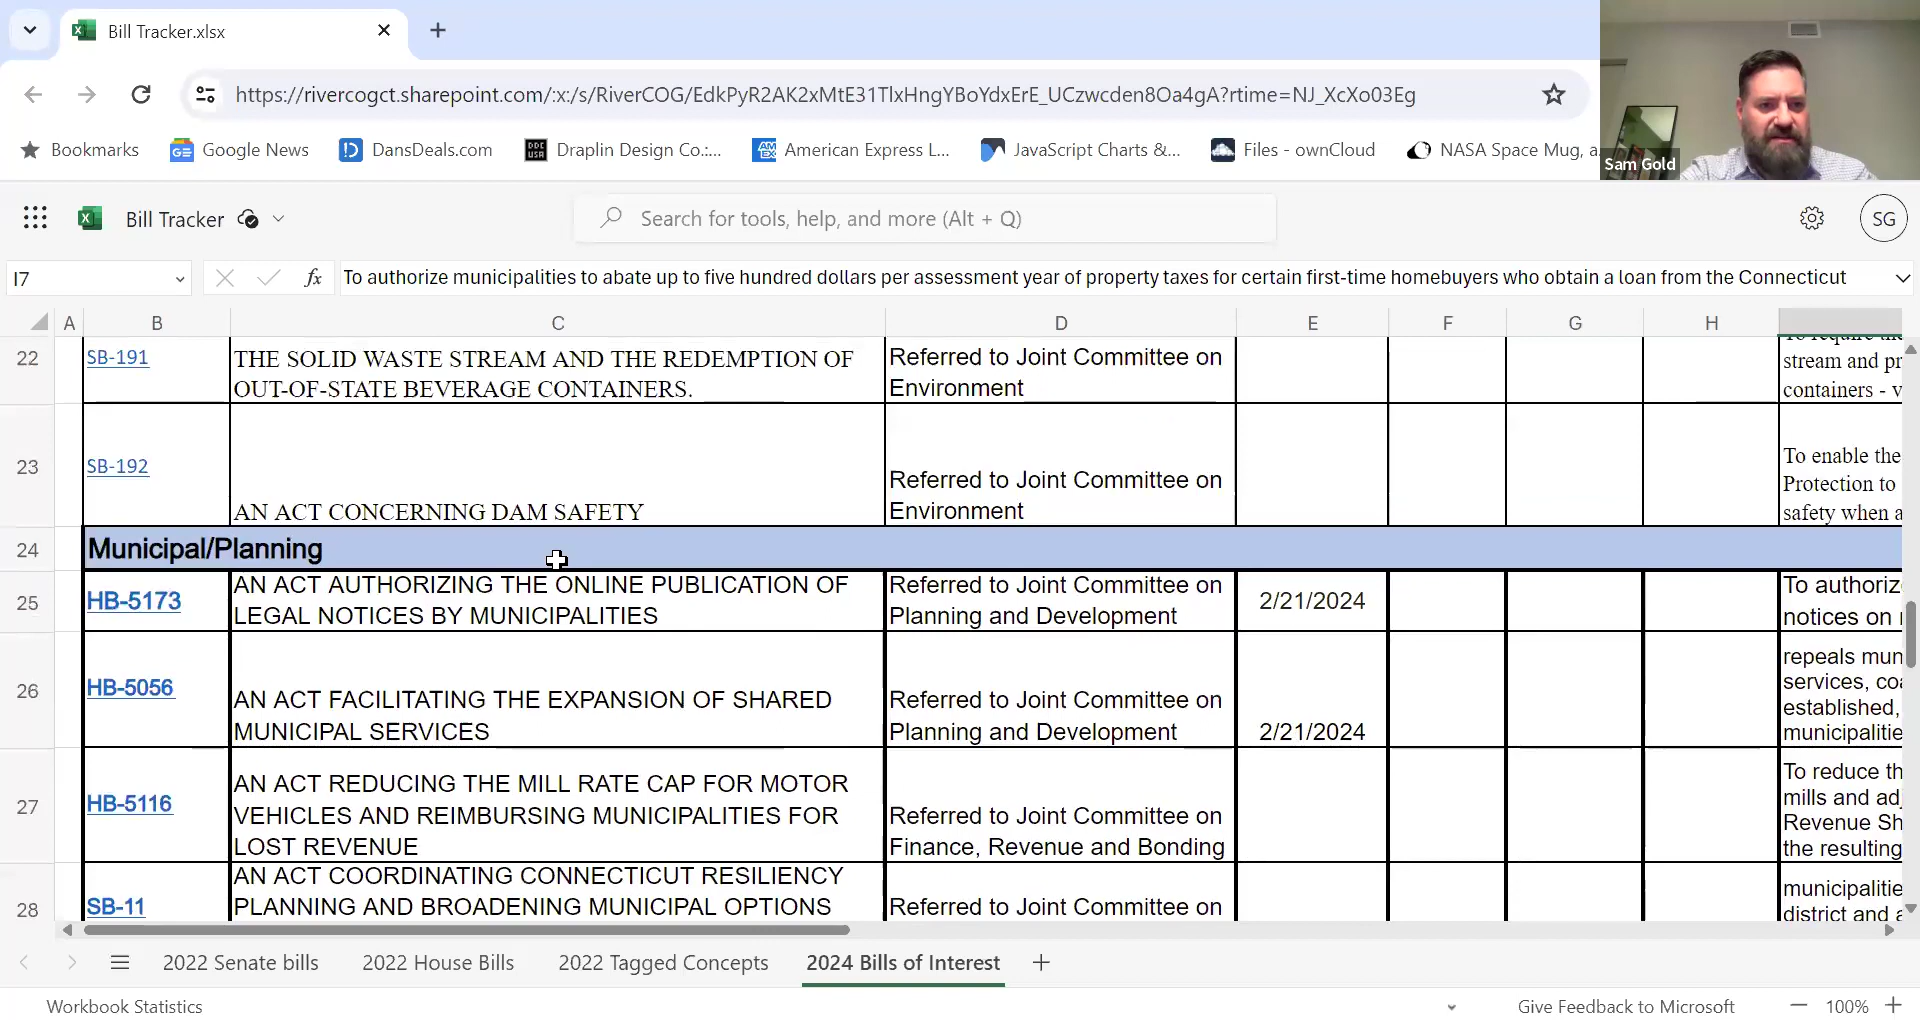 Bill Tracker.xlsx
https://rivercogct.sharepoint.com/:x:/s/RiverCOG/EdkPyR2AK2xMtE31TlxHngYBoYdxErE_UCzwcden8Oa4gA?rtime=NJ_XcXo03Eg
Bookmarks Google News DansDeals.com DDC USA Draplin Design Co.:... AM EX American Express L... JavaScript Charts &... Files - ownCloud NASA Space Mug, a
Sam Gold
Bill Tracker
Search for tools, help, and more (Alt + Q)
SG
I7
fx
To authorize municipalities to abate up to five hundred dollars per assessment year of property taxes for certain first-time homebuyers who obtain a loan from the Connecticut
A B C D E F G H
22
SB-191
THE SOLID WASTE STREAM AND THE REDEMPTION OF
OUT-OF-STATE BEVERAGE CONTAINERS.
Referred to Joint Committee on
Environment
To require the
stream and pr
containers - v
23
SB-192
AN ACT CONCERNING DAM SAFETY
Referred to Joint Committee on
Environment
To enable the
Protection to
safety when a
24
Municipal/Planning
25
HB-5173
AN ACT AUTHORIZING THE ONLINE PUBLICATION OF
LEGAL NOTICES BY MUNICIPALITIES
Referred to Joint Committee on
Planning and Development
2/21/2024
To authoriz
notices on
26
HB-5056
AN ACT FACILITATING THE EXPANSION OF SHARED
MUNICIPAL SERVICES
Referred to Joint Committee on
Planning and Development
2/21/2024
repeals mun
services, coa
established,
municipalitie
27
HB-5116
AN ACT REDUCING THE MILL RATE CAP FOR MOTOR
VEHICLES AND REIMBURSING MUNICIPALITIES FOR
LOST REVENUE
Referred to Joint Committee on
Finance, Revenue and Bonding
To reduce th
mills and adj
Revenue Sh
the resulting
28
SB-11
AN ACT COORDINATING CONNECTICUT RESILIENCY
PLANNING AND BROADENING MUNICIPAL OPTIONS
Referred to Joint Committee on
municipalitie
district and a
2022 Senate bills 2022 House Bills 2022 Tagged Concepts 2024 Bills of Interest
Workbook Statistics
Give Feedback to Microsoft
100%